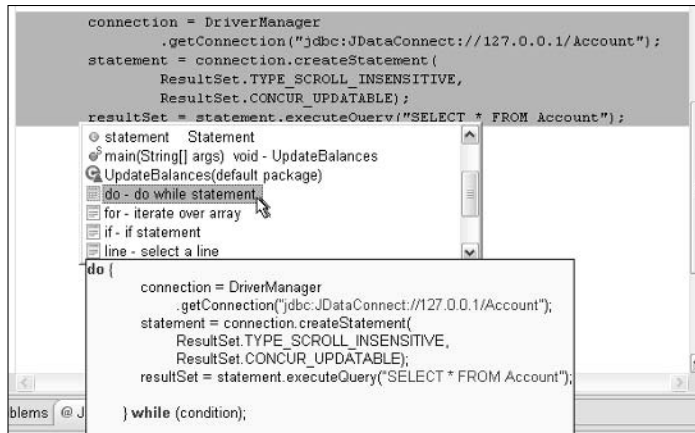 connection = DriverManager
.getConnection("jdbc:JDataConnect://127.0.0.1/Account");
statement = connection.createStatement(
ResultSet.TYPE_SCROLL_INSENSITIVE,
ResultSet.CONCUR_UPDATABLE);
resultSet = statement.executeQuery("SELECT * FROM Account");
statement Statement
main(String[] args) void - UpdateBalances
UpdateBalances(default package)
do - do while statement
for - iterate over array
if - if statement
line - select a line
do {
connection = DriverManager
.getConnection("jdbc:JDataConnect://127.0.0.1/Account");
statement = connection.createStatement(
ResultSet.TYPE_SCROLL_INSENSITIVE,
ResultSet.CONCUR_UPDATABLE);
resultSet = statement.executeQuery("SELECT * FROM Account");
blems @ J
} while (condition);